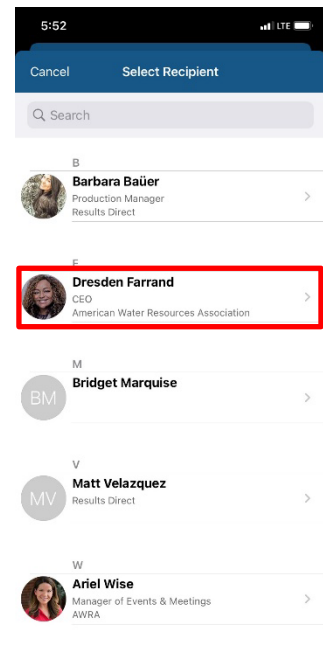 5:52 LTE
Cancel Select Recipient
Search
B
Barbara Baüer
Production Manager
Results Direct
F
Dresden Farrand
CEO
American Water Resources Association
M
BM Bridget Marquise
V
Matt Velazquez
MV Results Direct
W
Ariel Wise
Manager of Events & Meetings
AWRA